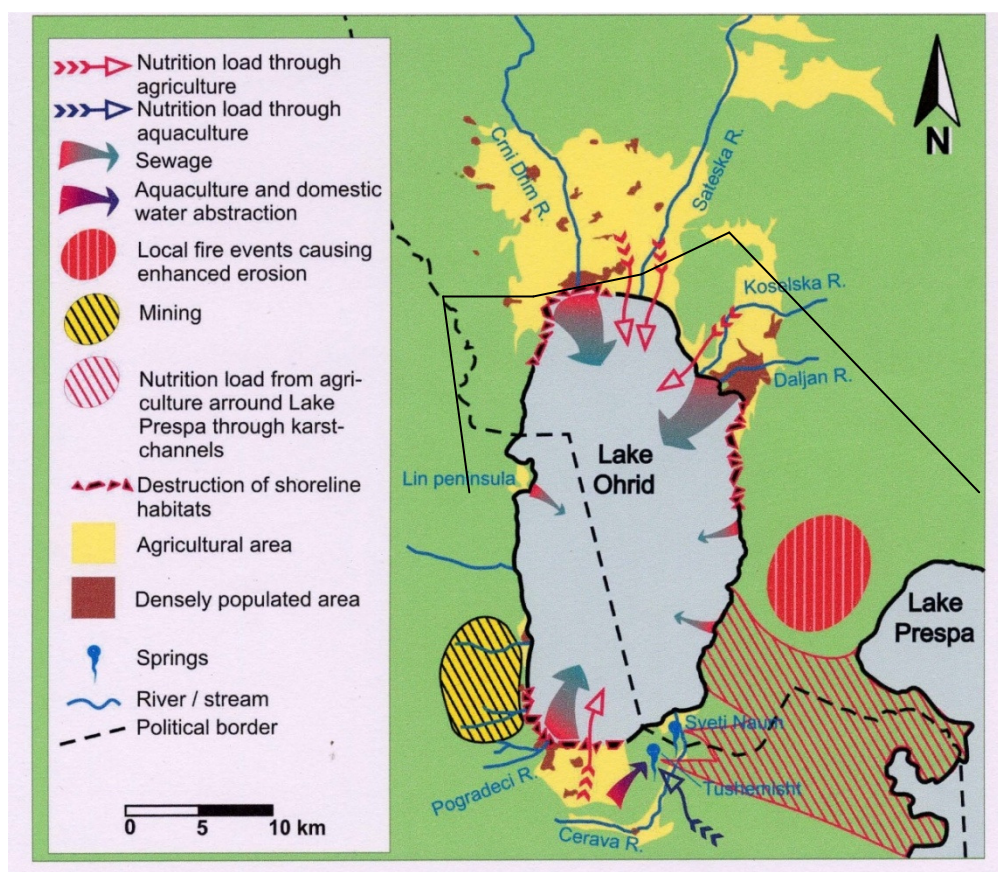 Nutrition load through
agriculture
Nutrition load through
aquaculture
Sewage
Aquaculture and domestic
water abstraction
Local fire events causing
enhanced erosion
Mining
Nutrition load from agri-
culture arround Lake
Prespa through karst-
channels
Destruction of shoreline
habitats
Agricultural area
Densely populated area
Springs
River / stream
Political border
0 5 10 km
N
Crni Drim R.
Sateska R.
Koselska R.
Daljan R.
Lake
Ohrid
Lin peninsula
Lake
Prespa
Sveti Naum
Tushemisht
Pogradeci R.
Cerava R.